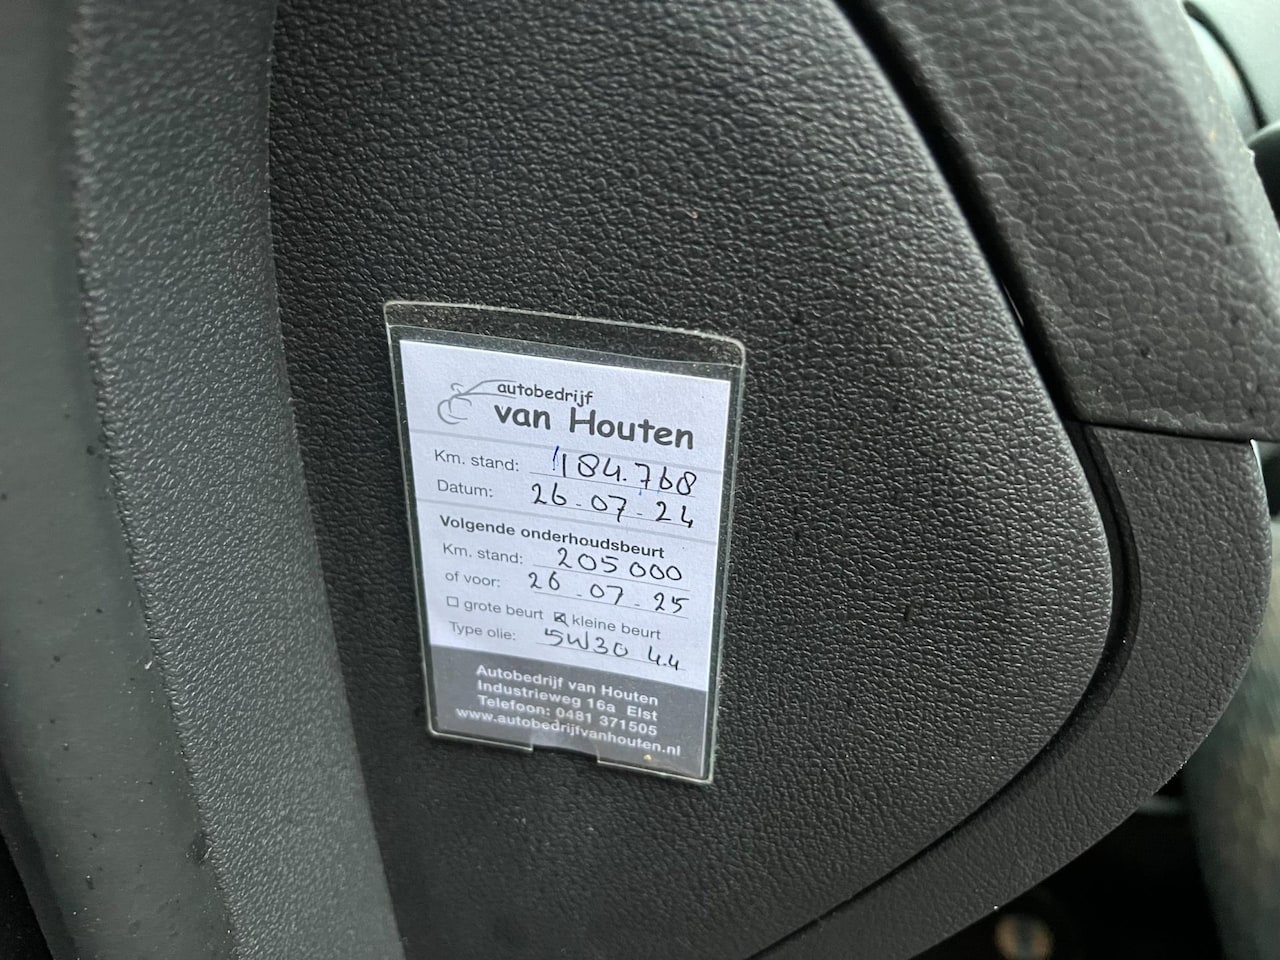 autobedrijf
van Houten
Km. stand: 184.768
Datum: 26-07-24
Volgende onderhoudsbeurt
Km. stand: 205000
of voor: 26-07-25
☐ grote beurt ☒ kleine beurt
Type olie: 5W30 4.4
Autobedrijf van Houten
Industrieweg 16a Elst
Telefoon: 0481 371505
www.autobedrijfvanhouten.nl